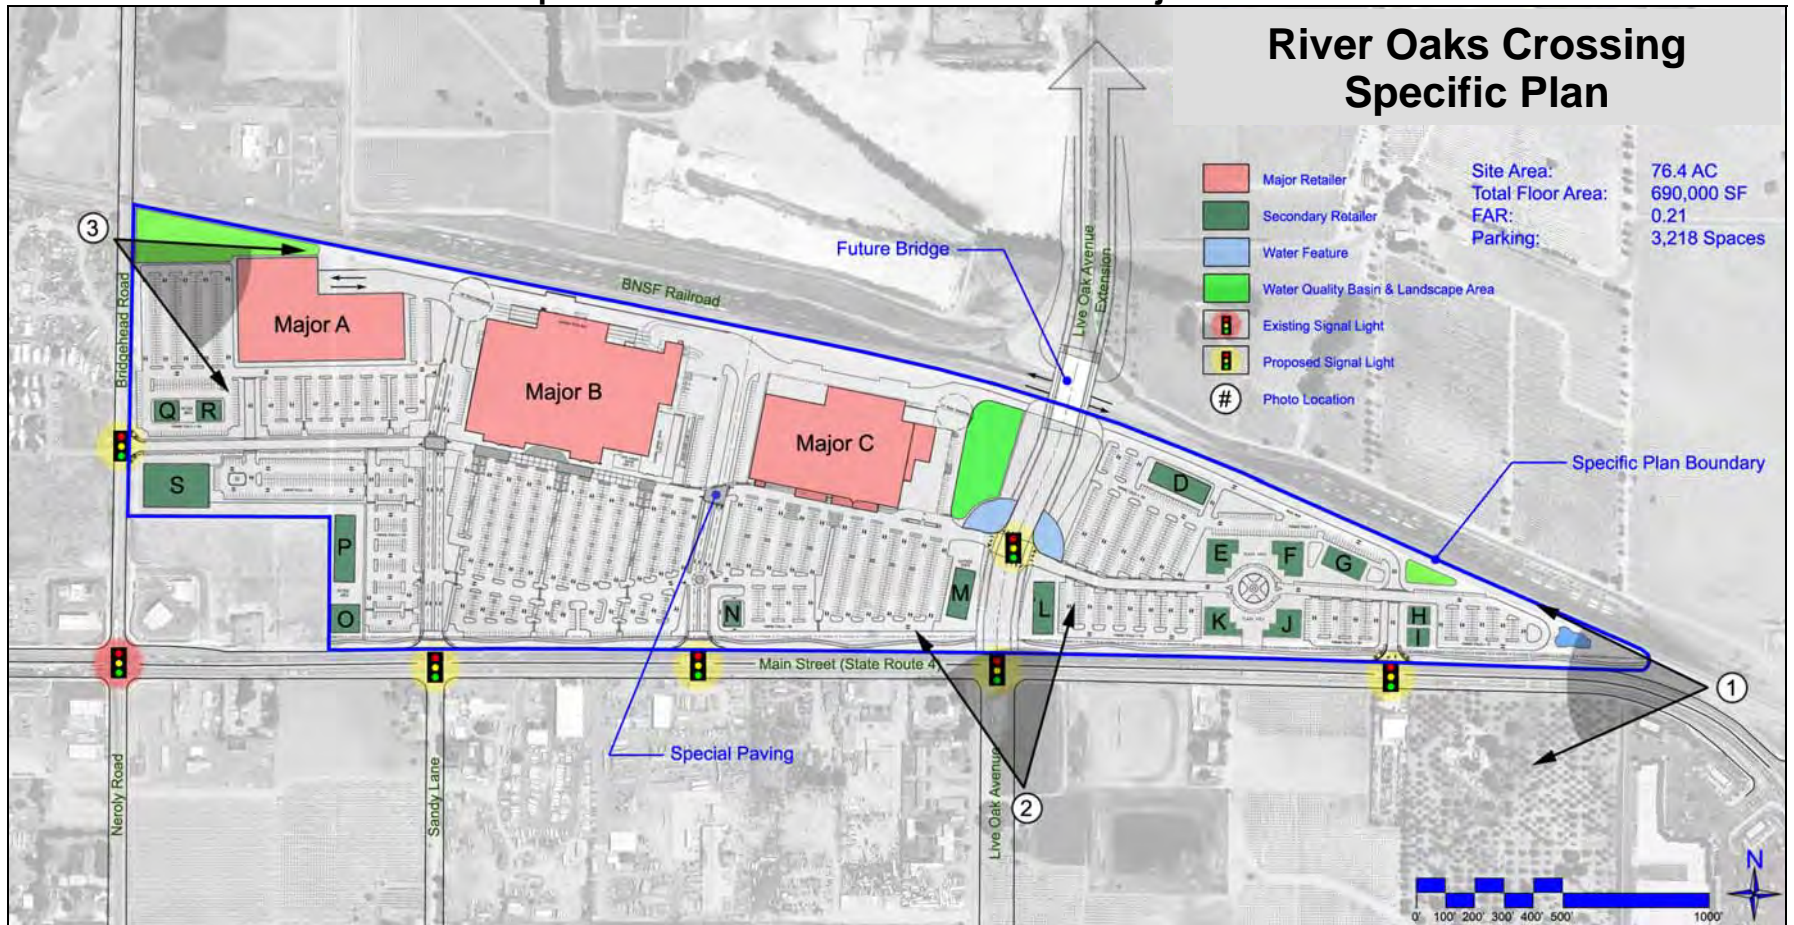 River Oaks Crossing
Specific Plan
Major Retailer
Secondary Retailer
Water Feature
Water Quality Basin & Landscape Area
Existing Signal Light
Proposed Signal Light
# Photo Location
Site Area: 76.4 AC
Total Floor Area: 690,000 SF
FAR: 0.21
Parking: 3,218 Spaces
3
Future Bridge
Live Oak Avenue
Extension
BNSF Railroad
Bridgehead Road
Major A
Major B
Major C
Specific Plan Boundary
Q R
S
D
P
E F G
M
L
N
O
K J
H
I
Main Street (State Route 4)
1
Special Paving
2
Neroly Road
Sandy Lane
Live Oak Avenue
N
0' 100' 200' 300' 400' 500' 1000'